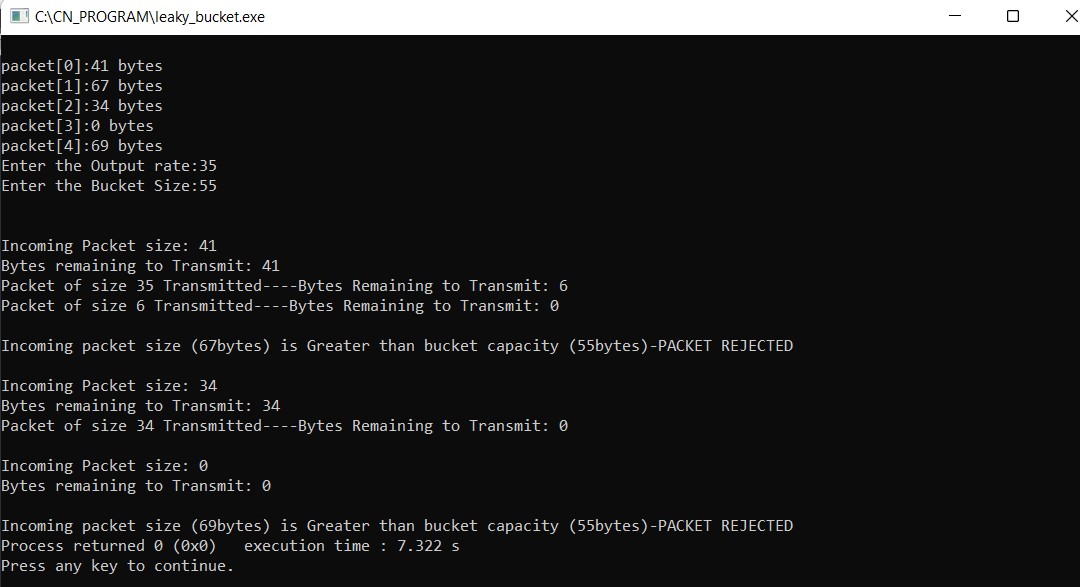 C:\CN_PROGRAM\leaky_bucket.exe
packet[0]:41 bytes
packet[1]:67 bytes
packet[2]:34 bytes
packet[3]:0 bytes
packet[4]:69 bytes
Enter the Output rate:35
Enter the Bucket Size:55
Incoming Packet size: 41
Bytes remaining to Transmit: 41
Packet of size 35 Transmitted----Bytes Remaining to Transmit: 6
Packet of size 6 Transmitted----Bytes Remaining to Transmit: 0
Incoming packet size (67bytes) is Greater than bucket capacity (55bytes)-PACKET REJECTED
Incoming Packet size: 34
Bytes remaining to Transmit: 34
Packet of size 34 Transmitted----Bytes Remaining to Transmit: 0
Incoming Packet size: 0
Bytes remaining to Transmit: 0
Incoming packet size (69bytes) is Greater than bucket capacity (55bytes)-PACKET REJECTED
Process returned 0 (0x0)   execution time : 7.322 s
Press any key to continue.